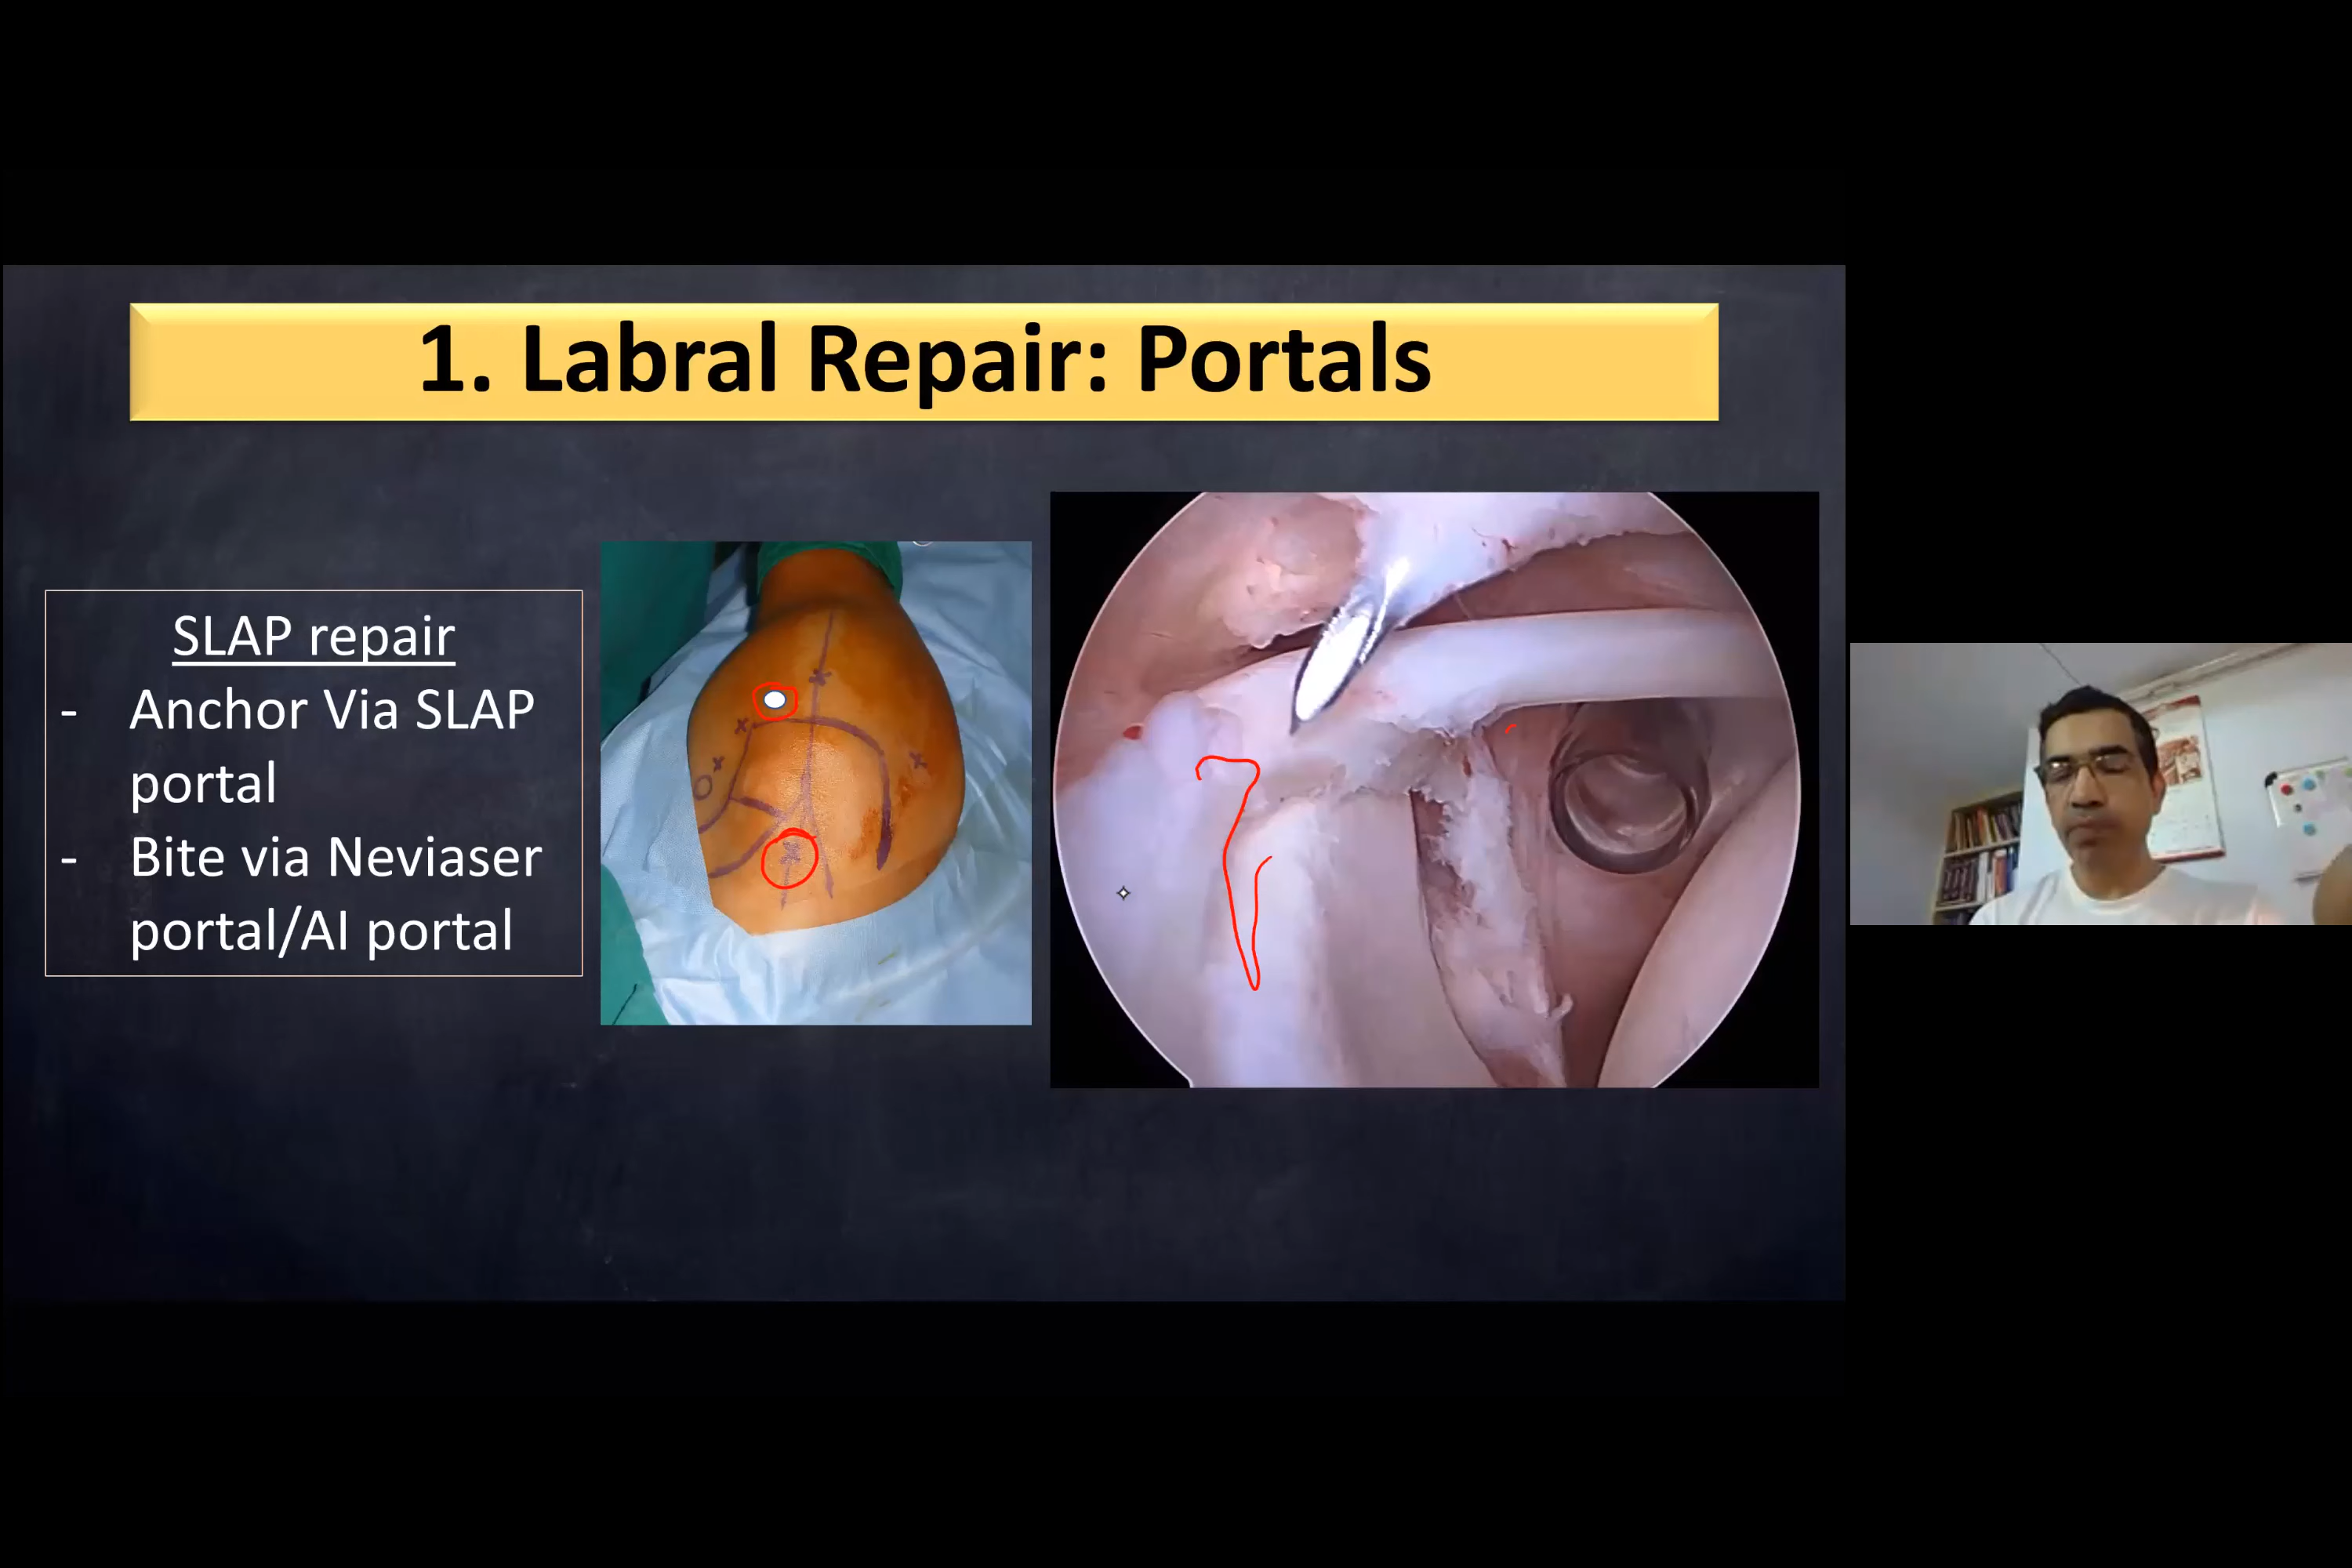 1. Labral Repair: Portals
SLAP repair
- Anchor Via SLAP
portal
- Bite via Neviaser
portal/AI portal